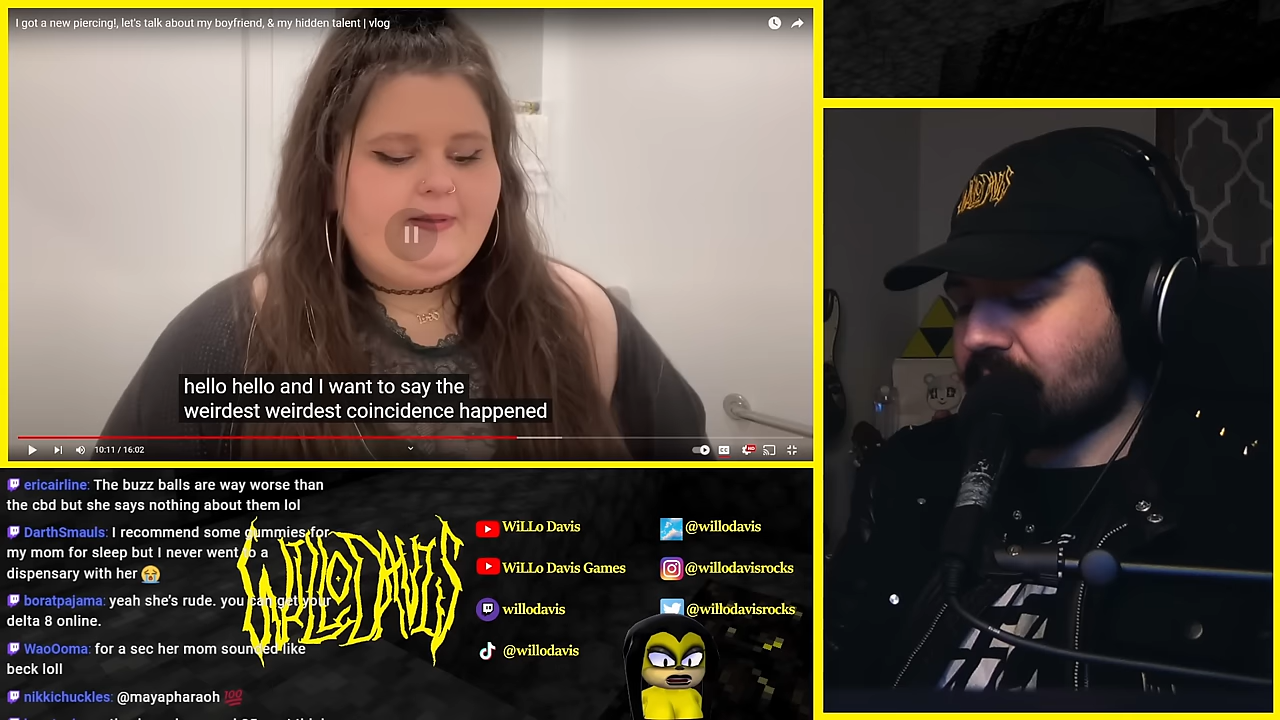 I got a new piercing!, let's talk about my boyfriend, & my hidden talent | vlog
hello hello and I want to say the
weirdest weirdest coincidence happened
10:11 / 16:02
CC
HD
WILLO DAVIS
ericairline: The buzz balls are way worse than
the cbd but she says nothing about them lol
DarthSmauls: I recommend some gummies for
my mom for sleep but I never went to a
dispensary with her 😭
boratpajama: yeah she's rude. you can get your
delta 8 online.
WaoOoma: for a sec her mom sounded like
beck loll
nikkichuckles: @mayapharaoh 💯
WILLO DAVIS
WiLLo Davis
WiLLo Davis Games
willodavis
@willodavis
@willodavis
@willodavisrocks
@willodavisrocks